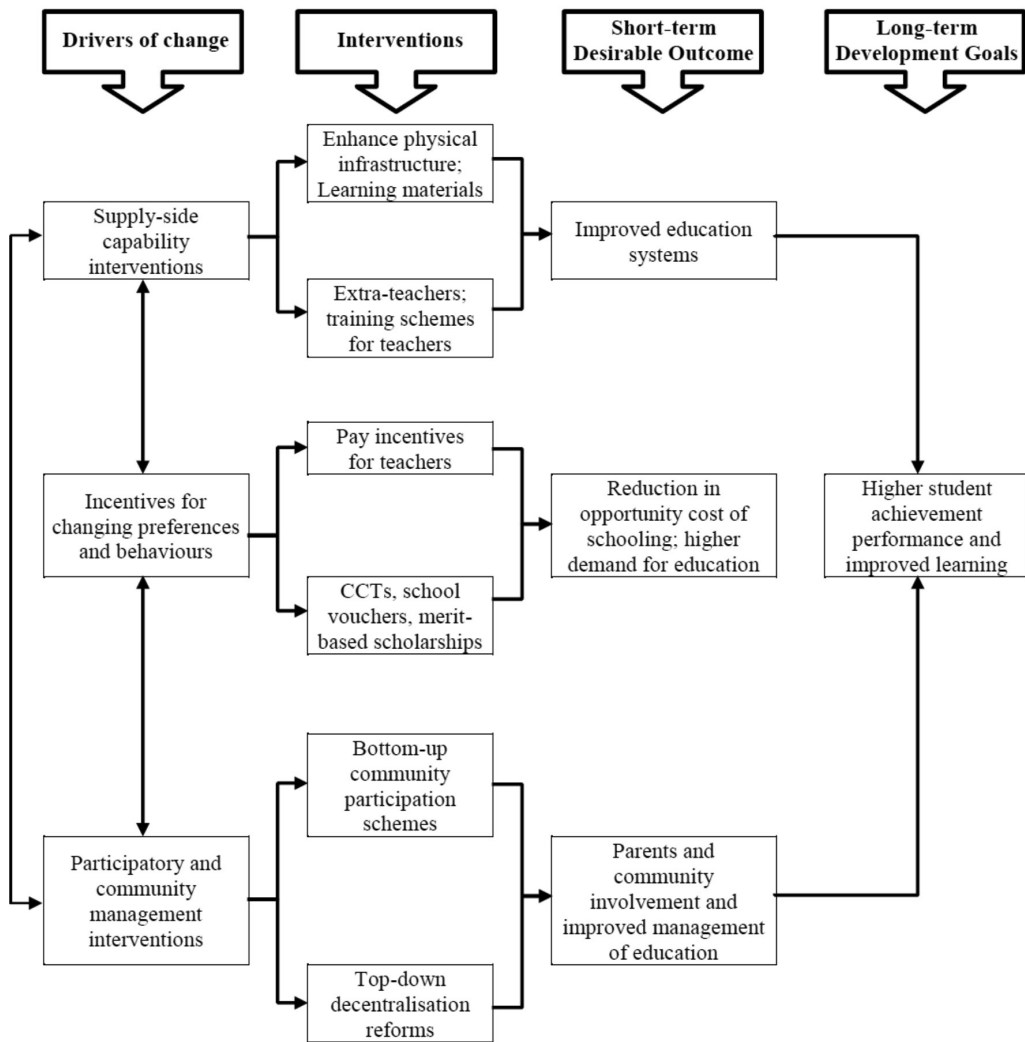 Drivers of change
Interventions
Short-term
Desirable Outcome
Long-term
Development Goals
Supply-side
capability
interventions
Enhance physical
infrastructure;
Learning materials
Extra-teachers;
training schemes
for teachers
Improved education
systems
Incentives for
changing preferences
and behaviours
Pay incentives
for teachers
CCTs, school
vouchers, merit-
based scholarships
Reduction in
opportunity cost of
schooling; higher
demand for education
Higher student
achievement
performance and
improved learning
Participatory and
community
management
interventions
Bottom-up
community
participation
schemes
Top-down
decentralisation
reforms
Parents and
community
involvement and
improved management
of education